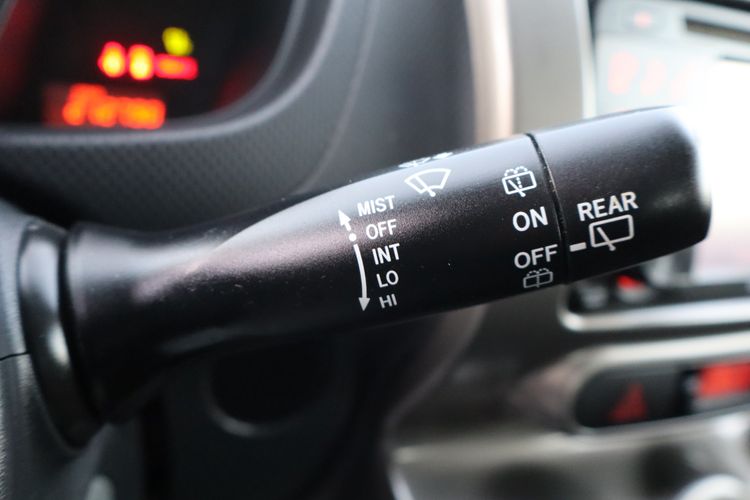 MIST
OFF
INT
LO
HI
ON
OFF
REAR